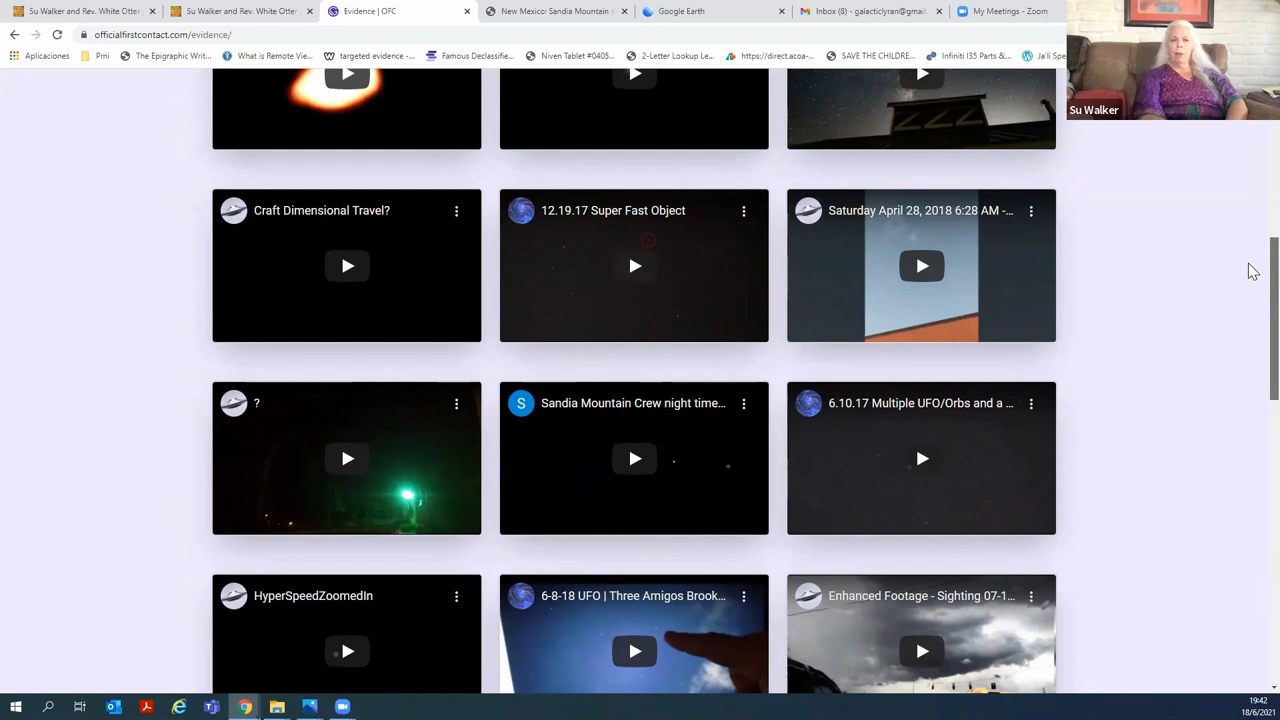 Su Walker and Rev. White Otter
Su Walker and Rev. White Otter
Evidence | OFC
New Mexico: Sandia Mountain
Google Earth
Inbox (8) - galacticlyran@gmail.
My Meetings - Zoom
officialfirstcontact.com/evidence/
Aplicaciones
Pmi
The Epigraphic Writ...
What is Remote Vie...
targeted evidence -...
Famous Declassifie...
Niven Tablet #0405...
2-Letter Lookup Le...
https://direct.acoa-...
SAVE THE CHILDRE...
Infiniti I35 Parts &...
Ja'li Spe
Su Walker
ZZZ
Craft Dimensional Travel?
12.19.17 Super Fast Object
Saturday April 28, 2018 6:28 AM -...
?
S
Sandia Mountain Crew night time...
6.10.17 Multiple UFO/Orbs and a ...
HyperSpeedZoomedIn
6-8-18 UFO | Three Amigos Brook...
Enhanced Footage - Sighting 07-1...
19:42
18/6/2021